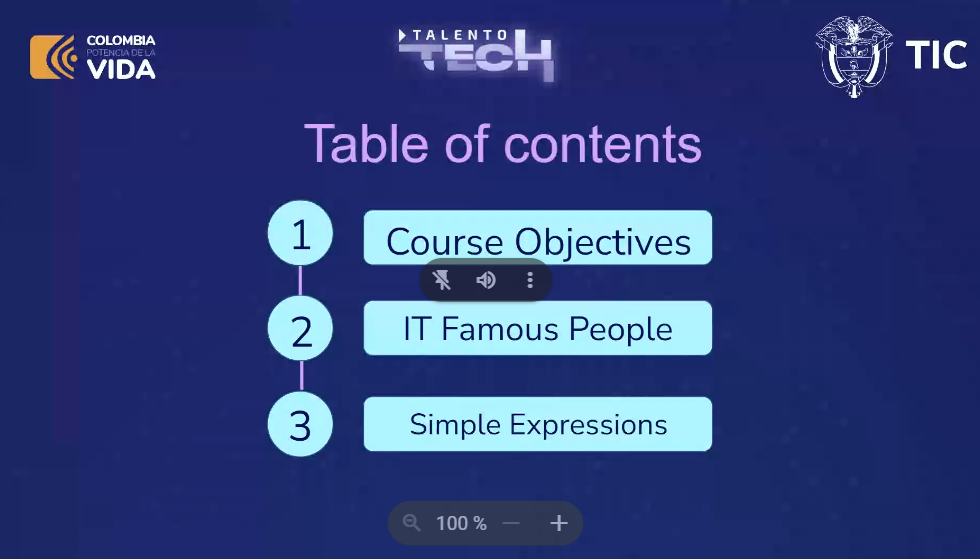 COLOMBIA
POTENCIA DE LA
VIDA
TALENTO
TECH
TIC
Table of contents
1
Course Objectives
2
IT Famous People
3
Simple Expressions
100 %